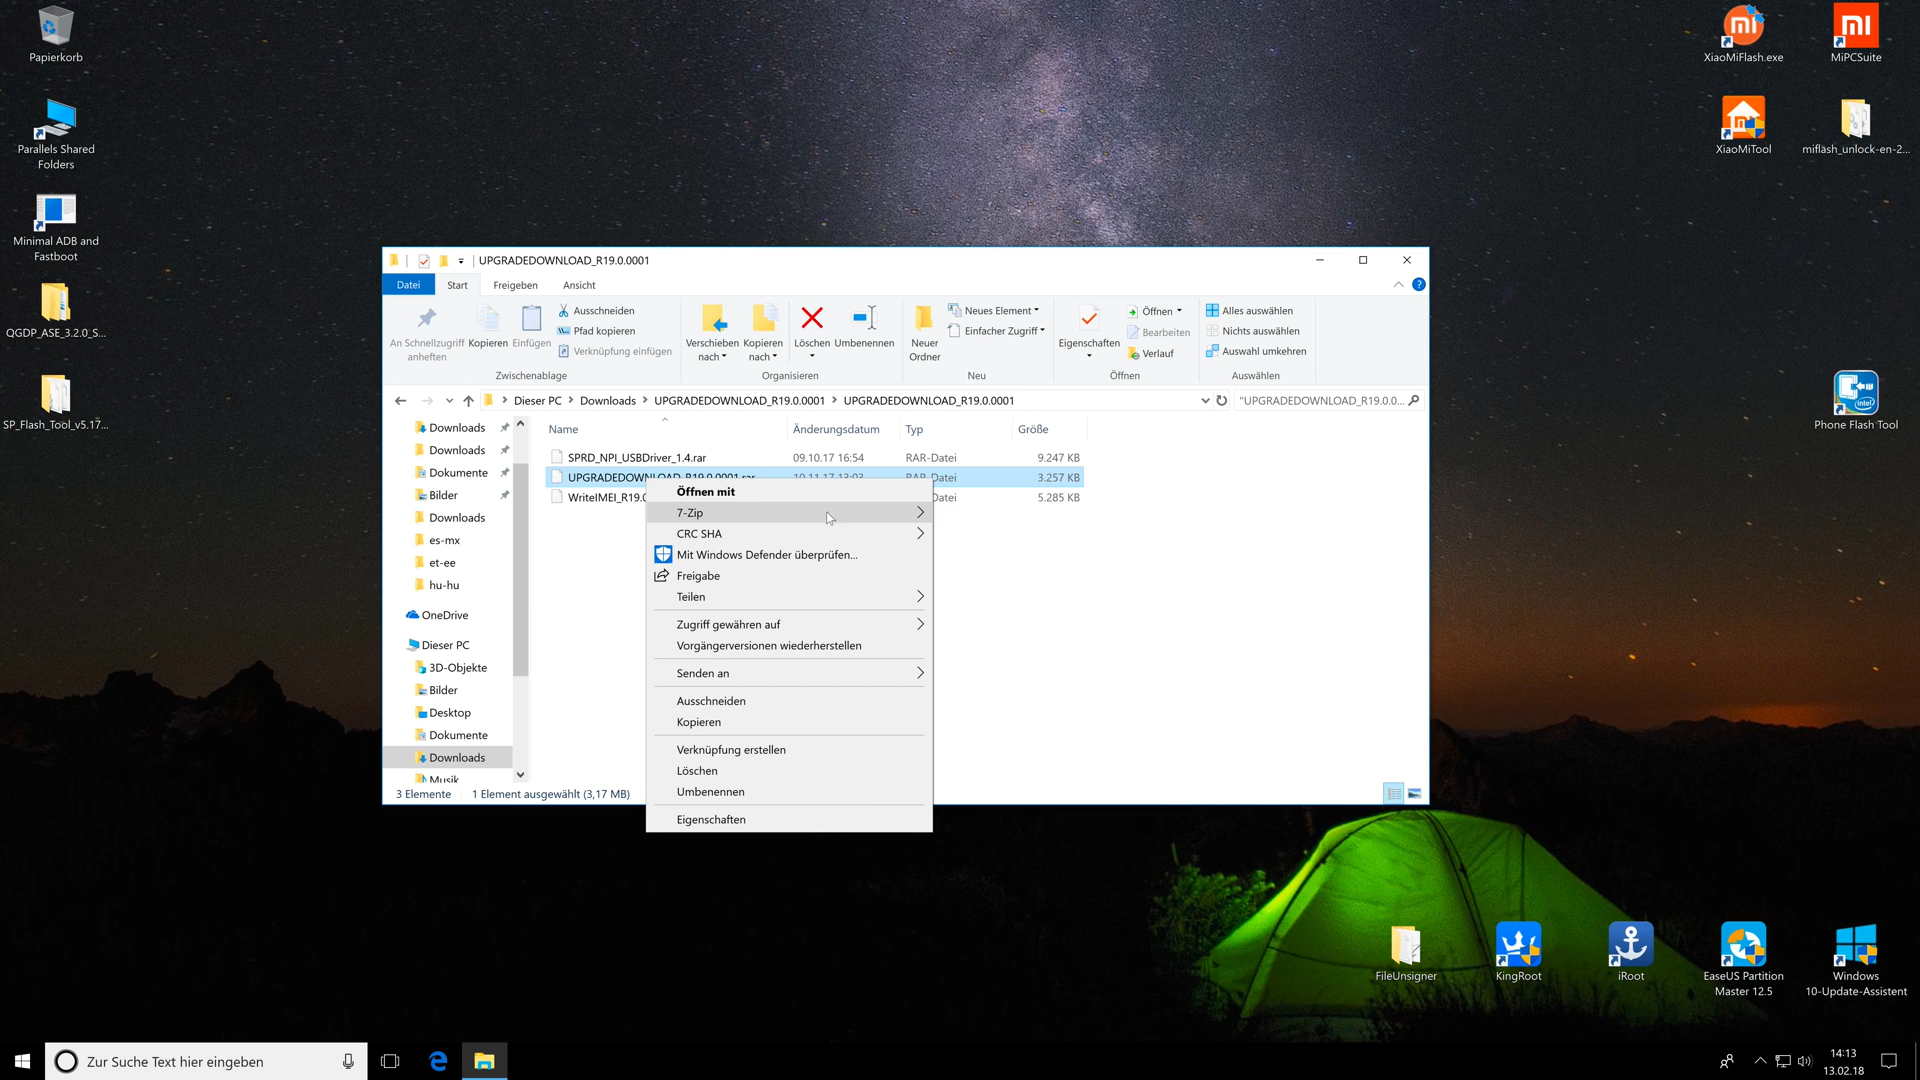 Papierkorb
Parallels Shared
Folders
Minimal ADB and
Fastboot
QGDP_ASE_3.2.0_S...
SP_Flash_Tool_v5.17...
XiaoMiFlash.exe
MiPCSuite
XiaoMiTool
miflash_unlock-en-2...
Phone Flash Tool
UPGRADEDOWNLOAD_R19.0.0001
Datei
Start
Freigeben
Ansicht
An Schnellzugriff
anheften
Kopieren
Einfügen
Ausschneiden
Pfad kopieren
Verknüpfung einfügen
Zwischenablage
Verschieben
nach
Kopieren
nach
Löschen
Umbenennen
Organisieren
Neuer
Ordner
Neues Element
Einfacher Zugriff
Neu
Eigenschaften
Öffnen
Bearbeiten
Verlauf
Öffnen
Alles auswählen
Nichts auswählen
Auswahl umkehren
Auswählen
Dieser PC > Downloads > UPGRADEDOWNLOAD_R19.0.0001 > UPGRADEDOWNLOAD_R19.0.0001
"UPGRADEDOWNLOAD_R19.0.0...
Downloads
Downloads
Dokumente
Bilder
Downloads
es-mx
et-ee
hu-hu
OneDrive
Dieser PC
3D-Objekte
Bilder
Desktop
Dokumente
Downloads
Musik
Name Änderungsdatum Typ Größe
SPRD_NPI_USBDriver_1.4.rar 09.10.17 16:54 RAR-Datei 9.247 KB
UPGRADEDOWNLOAD_R19.0.0001.rar 10.11.17 13:03 RAR-Datei 3.257 KB
WriteIMEI_R19.0 Datei 5.285 KB
Öffnen mit
7-Zip
CRC SHA
Mit Windows Defender überprüfen...
Freigabe
Teilen
Zugriff gewähren auf
Vorgängerversionen wiederherstellen
Senden an
Ausschneiden
Kopieren
Verknüpfung erstellen
Löschen
Umbenennen
Eigenschaften
3 Elemente 1 Element ausgewählt (3,17 MB)
FileUnsigner
KingRoot
iRoot
EaseUS Partition
Master 12.5
Windows
10-Update-Assistent
Zur Suche Text hier eingeben
14:13
13.02.18